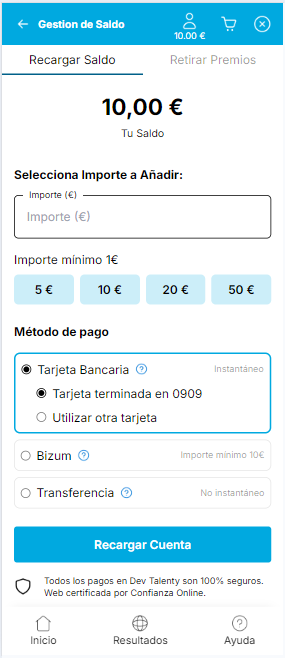 Gestion de Saldo
10.00 €
Recargar Saldo
Retirar Premios
10,00 €
Tu Saldo
Selecciona Importe a Añadir:
Importe (€)
Importe (€)
Importe mínimo 1€
5 €
10 €
20 €
50 €
Método de pago
Tarjeta Bancaria
Instantáneo
Tarjeta terminada en 0909
Utilizar otra tarjeta
Bizum
Importe mínimo 10€
Transferencia
No instantáneo
Recargar Cuenta
Todos los pagos en Dev Talenty son 100% seguros.
Web certificada por Confianza Online.
Inicio
Resultados
Ayuda